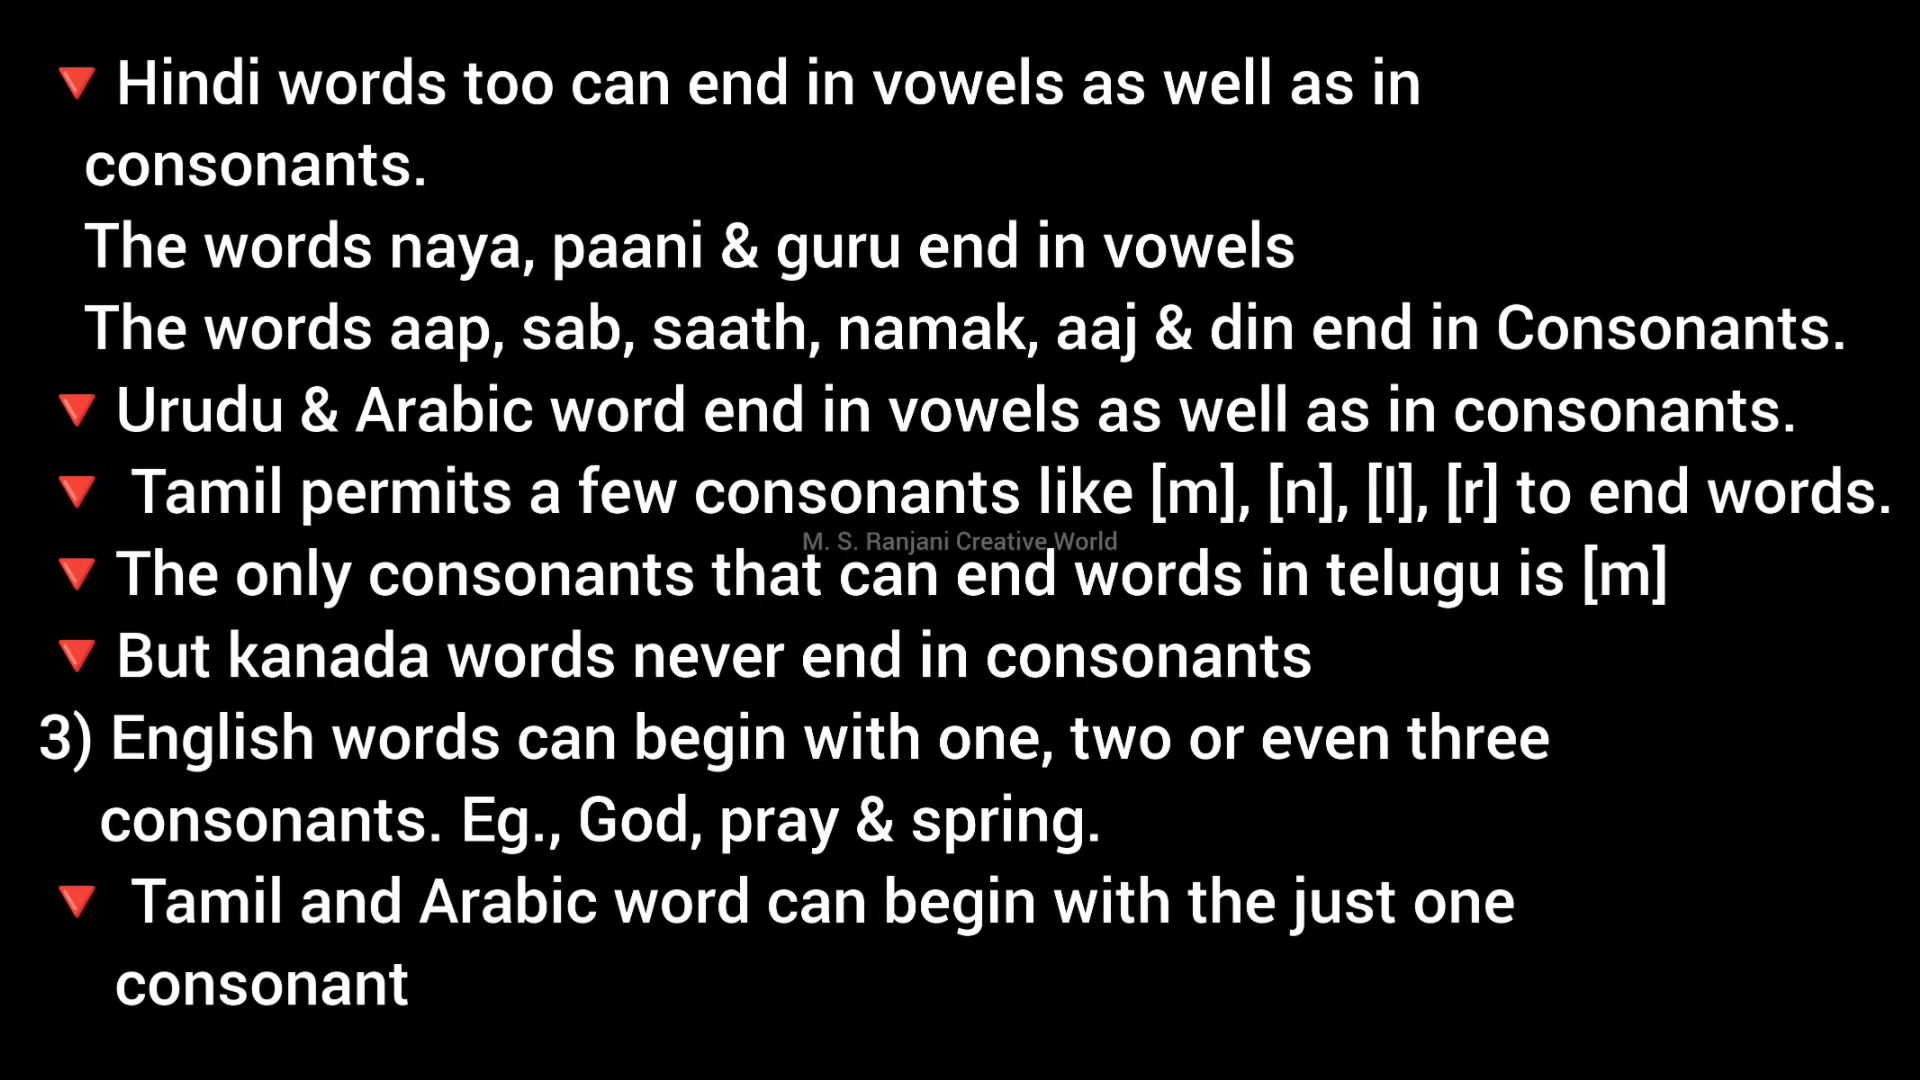 🔻Hindi words too can end in vowels as well as in
consonants.
The words naya, paani & guru end in vowels
The words aap, sab, saath, namak, aaj & din end in Consonants.
🔻Urudu & Arabic word end in vowels as well as in consonants.
🔻 Tamil permits a few consonants like [m], [n], [l], [r] to end words.
M. S. Ranjani Creative World
🔻The only consonants that can end words in telugu is [m]
🔻But kanada words never end in consonants
3) English words can begin with one, two or even three
consonants. Eg., God, pray & spring.
🔻 Tamil and Arabic word can begin with the just one
consonant